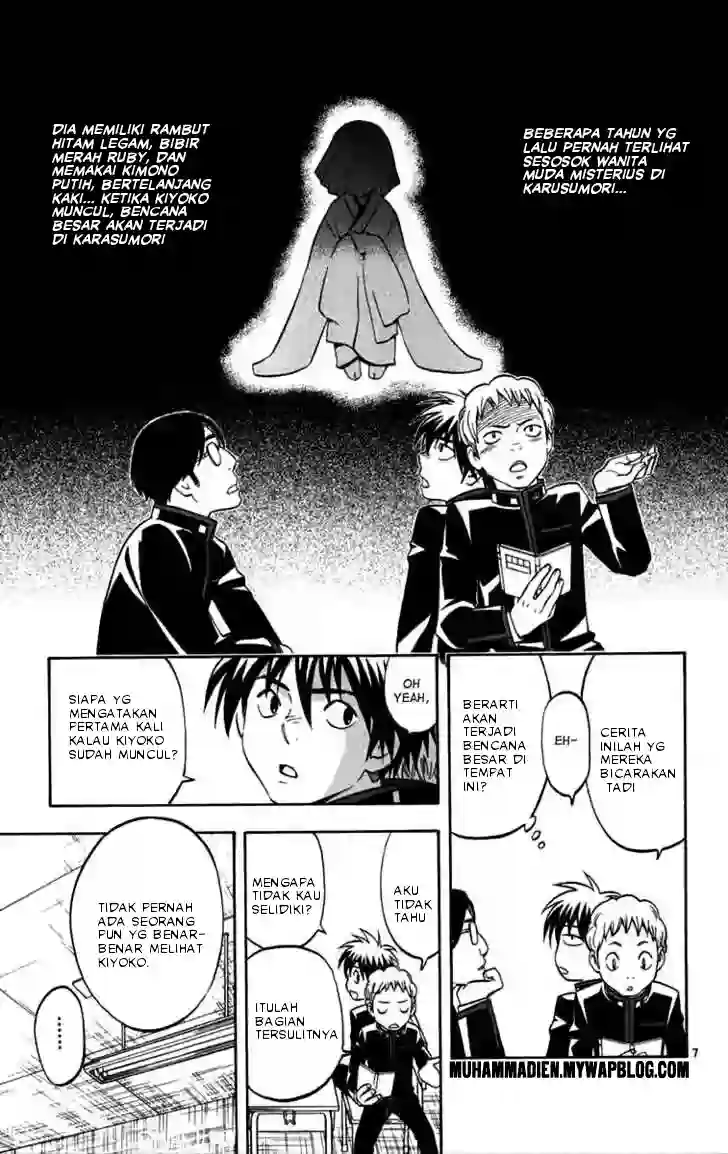 BEBERAPA TAHUN YG
LALU PERNAH TERLIHAT
SESOSOK WANITA
MUDA MISTERIUS DI
KARUSUMORI...
DIA MEMILIKI RAMBUT
HITAM LEGAM, BIBIR
MERAH RUBY, DAN
MEMAKAI KIMONO
PUTIH, BERTELANJANG
KAKI... KETIKA KIYOKO
MUNCUL, BENCANA
BESAR AKAN TERJADI
DI KARASUMORI
CERITA
INILAH YG
MEREKA
BICARAKAN
TADI
EH-
BERARTI
AKAN
TERJADI
BENCANA
BESAR DI
TEMPAT
INI?
OH
YEAH,
SIAPA YG
MENGATAKAN
PERTAMA KALI
KALAU KIYOKO
SUDAH MUNCUL?
AKU
TIDAK
TAHU
MENGAPA
TIDAK KAU
SELIDIKI?
ITULAH
BAGIAN
TERSULITNYA
TIDAK PERNAH
ADA SEORANG
PUN YG BENAR-
BENAR MELIHAT
KIYOKO.
......
7
MUHAMMADIEN.MYWAPBLOG.COM